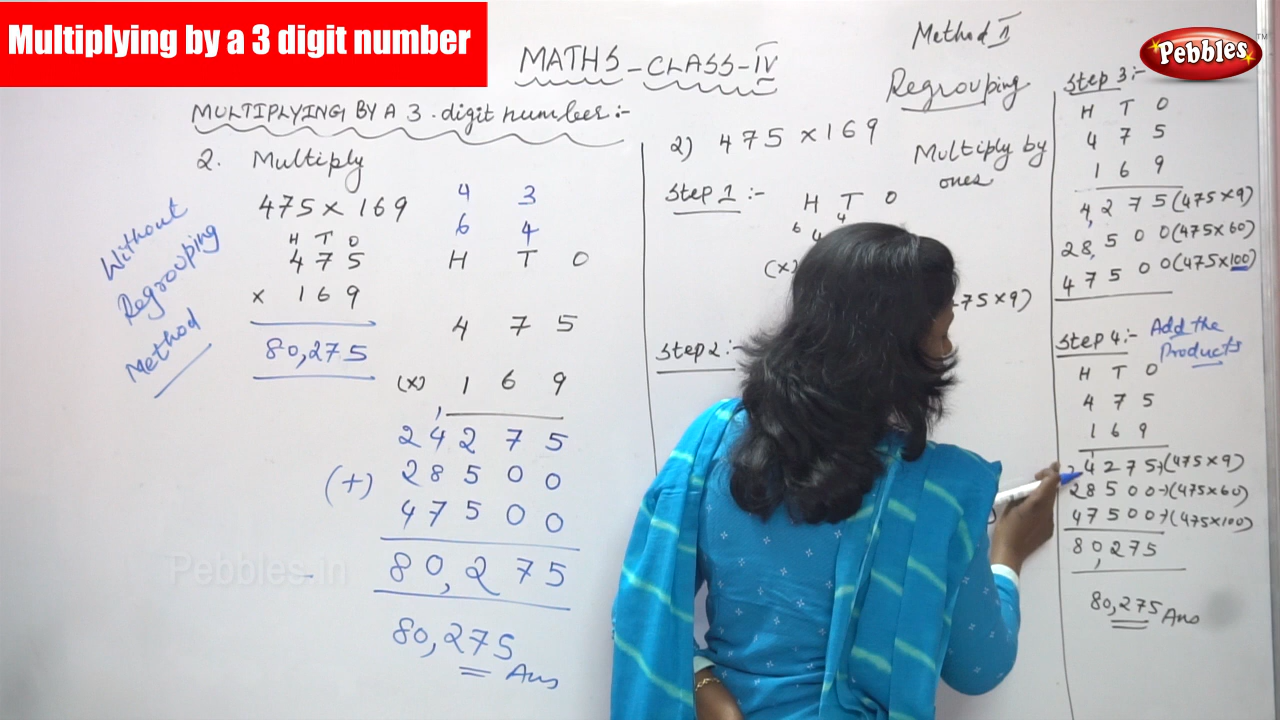 Multiplying by a 3 digit number
Pebbles
TM
MATHS - CLASS - IV
MULTIPLYING BY A 3 - digit number :-
2. Multiply
475 × 169
H T O
4 7 5
× 1 6 9
80,275
Without
Regrouping
Method
4 3
6 4
H T O
4 7 5
(×) 1 6 9
2 4 2 7 5
(+) 2 8 5 0 0
4 7 5 0 0
8 0, 2 7 5
80,275 Ans
Pebbles.in
Method II
Regrouping
2) 475 × 169
Multiply by
ones
Step 1 :-
H T O
4
6 4
(×)
475 × 9)
Step 2 :-
Step 3 :-
H T O
4 7 5
1 6 9
4, 2 7 5 (475 × 9)
2 8, 5 0 0 (475 × 60)
4 7 5 0 0 (475 × 100)
Step 4 :- Add the
Products
H T O
4 7 5
1 6 9
1
4 2 7 5 → (475 × 9)
2 8 5 0 0 → (475 × 60)
4 7 5 0 0 → (475 × 100)
8 0, 2 7 5
80,275 Ans